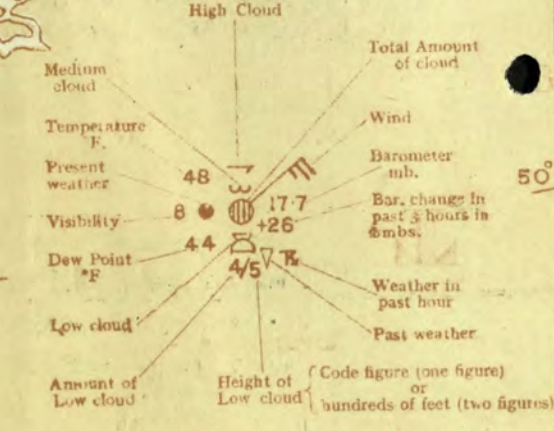 High Cloud
Total Amount
of cloud
Medium
cloud
Wind
Temperature
F.
Barometer
mb.
50°
Present
weather
48
17.7
Bar. change in
past 3 hours in
mbs.
Visibility
8
+26
Dew Point
°F
44
4/5
Weather in
past hour
Low cloud
Past weather
Amount of
Low cloud
Height of
Low cloud
Code figure (one figure)
or
hundreds of feet (two figures)